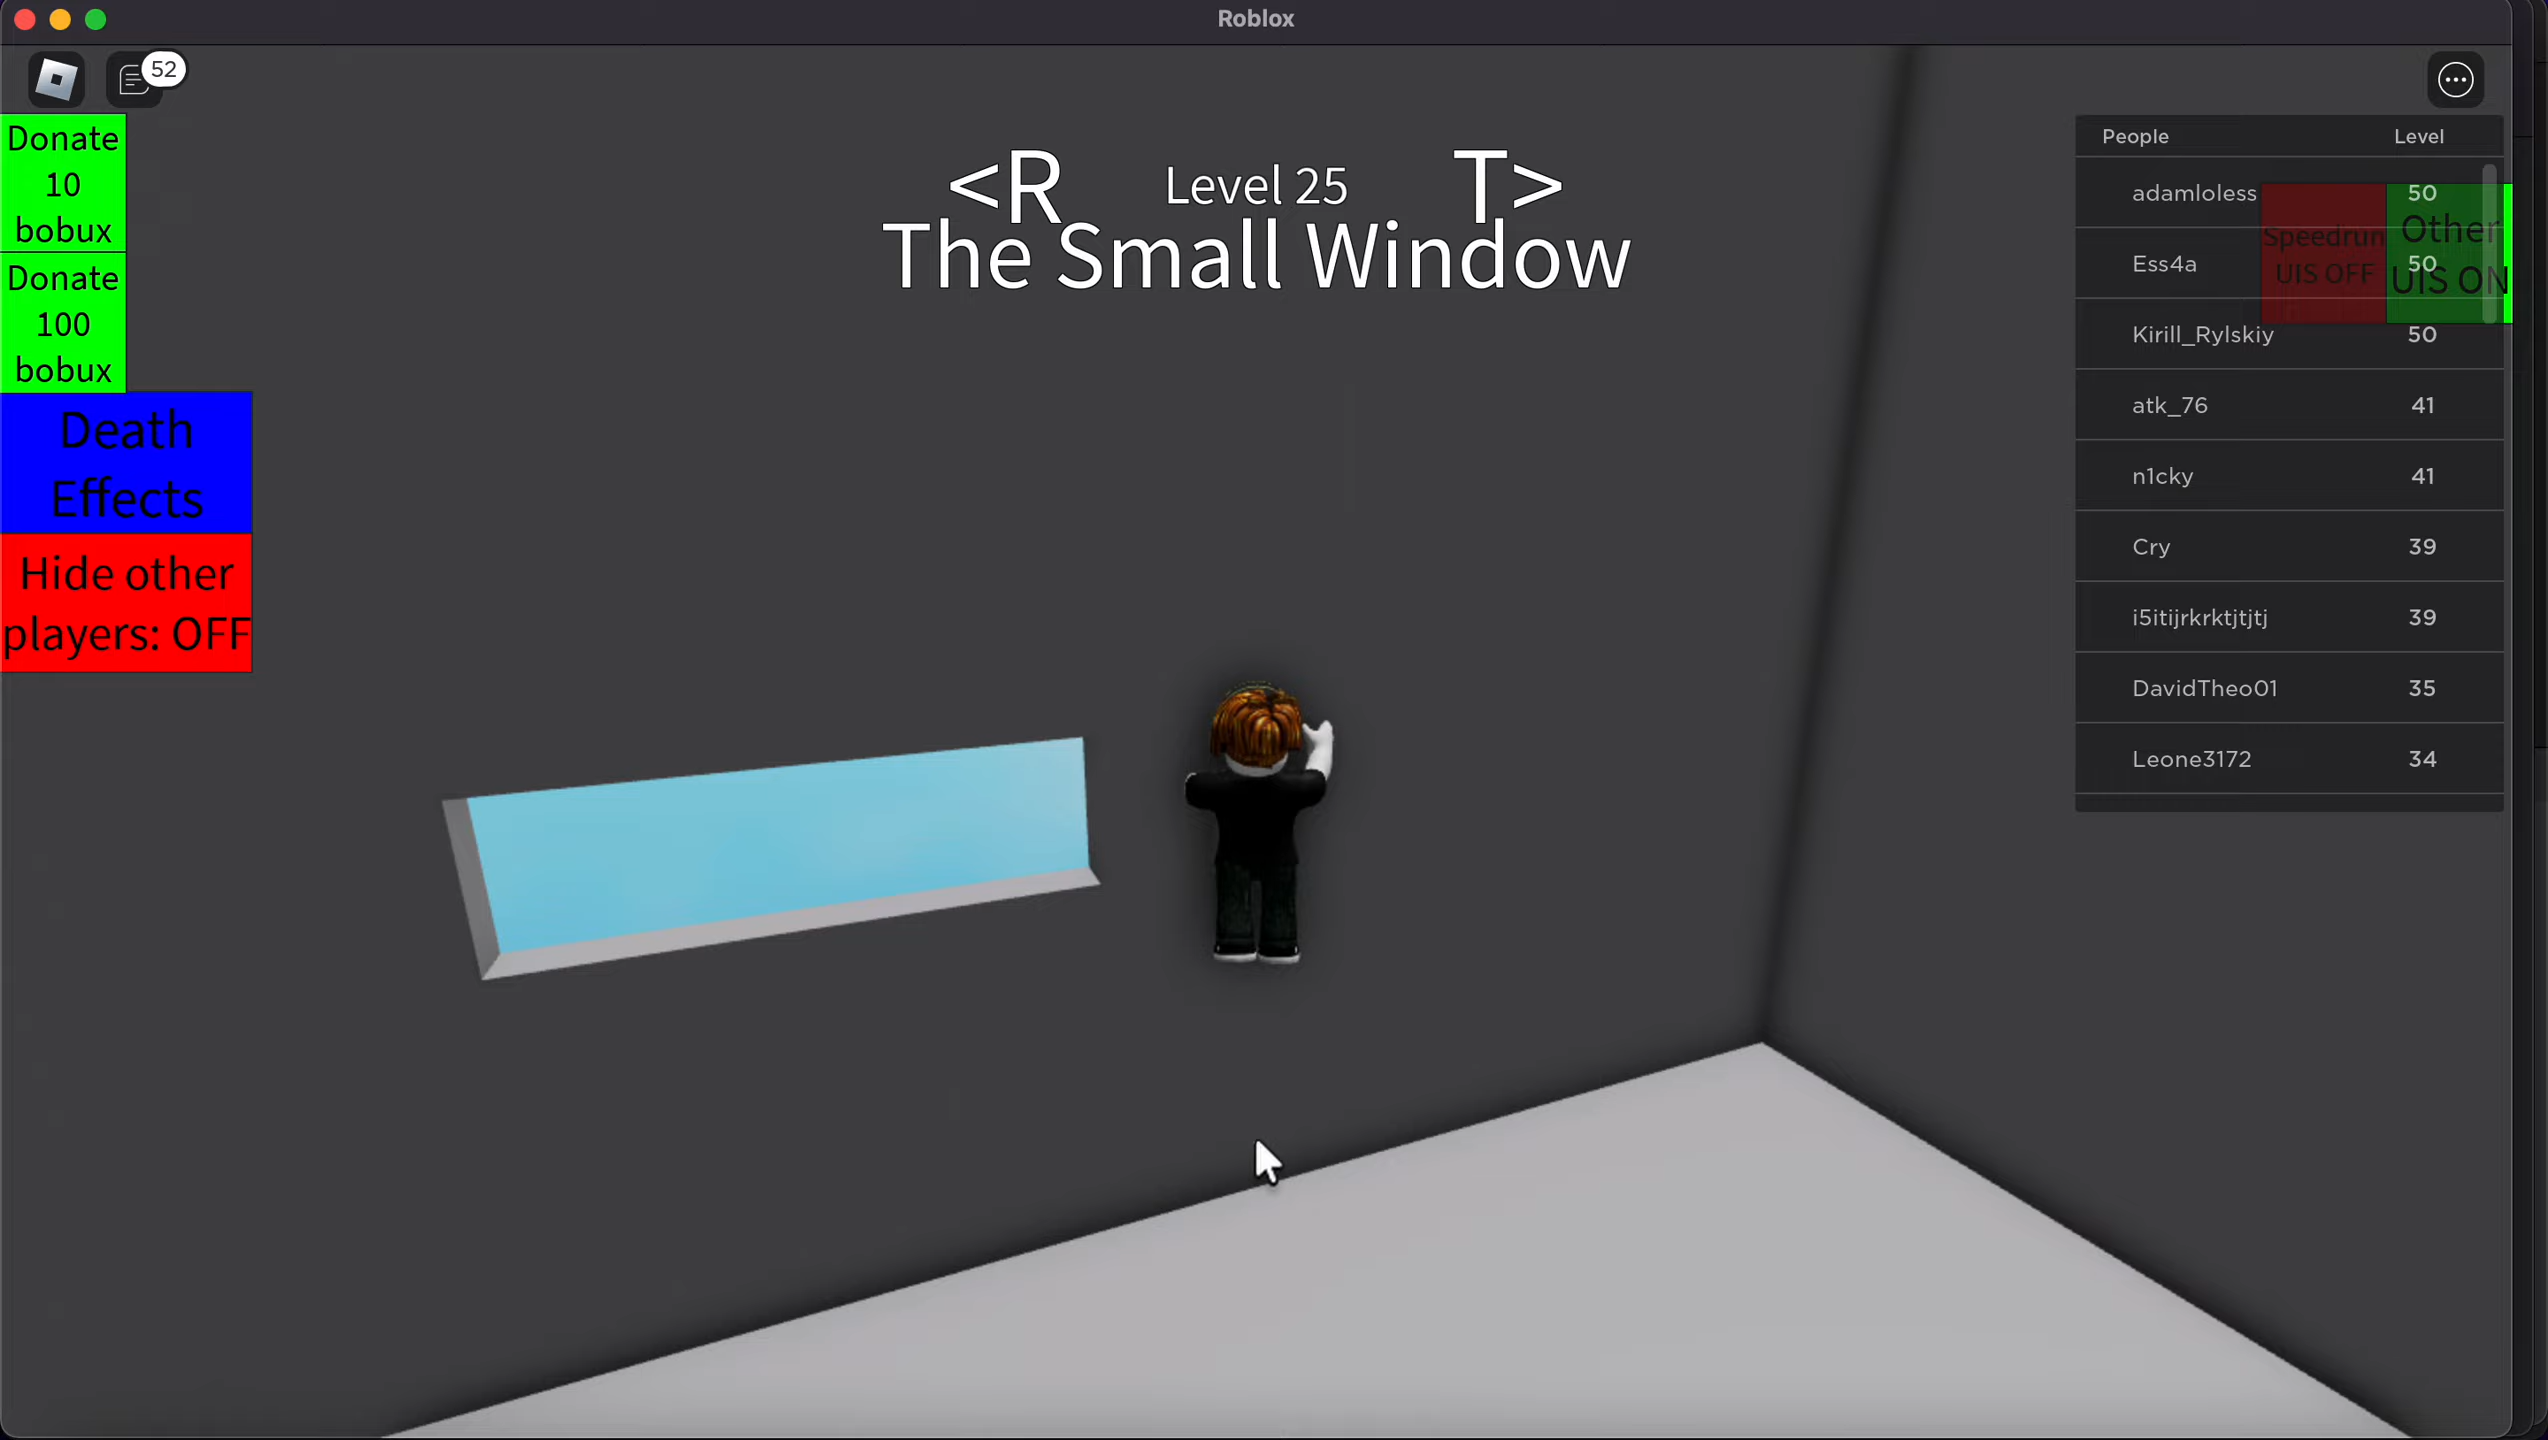 Roblox
52
Donate
10
bobux
Donate
100
bobux
Death
Effects
Hide other
players: OFF
<R Level 25 T>
The Small Window
People Level
adamloless 50
Ess4a 50
Kirill_Rylskiy 50
atk_76 41
n1cky 41
Cry 39
i5itijrkrktjtjtj 39
DavidTheo01 35
Leone3172 34
Speedrun
UIS OFF
Other
UIS ON